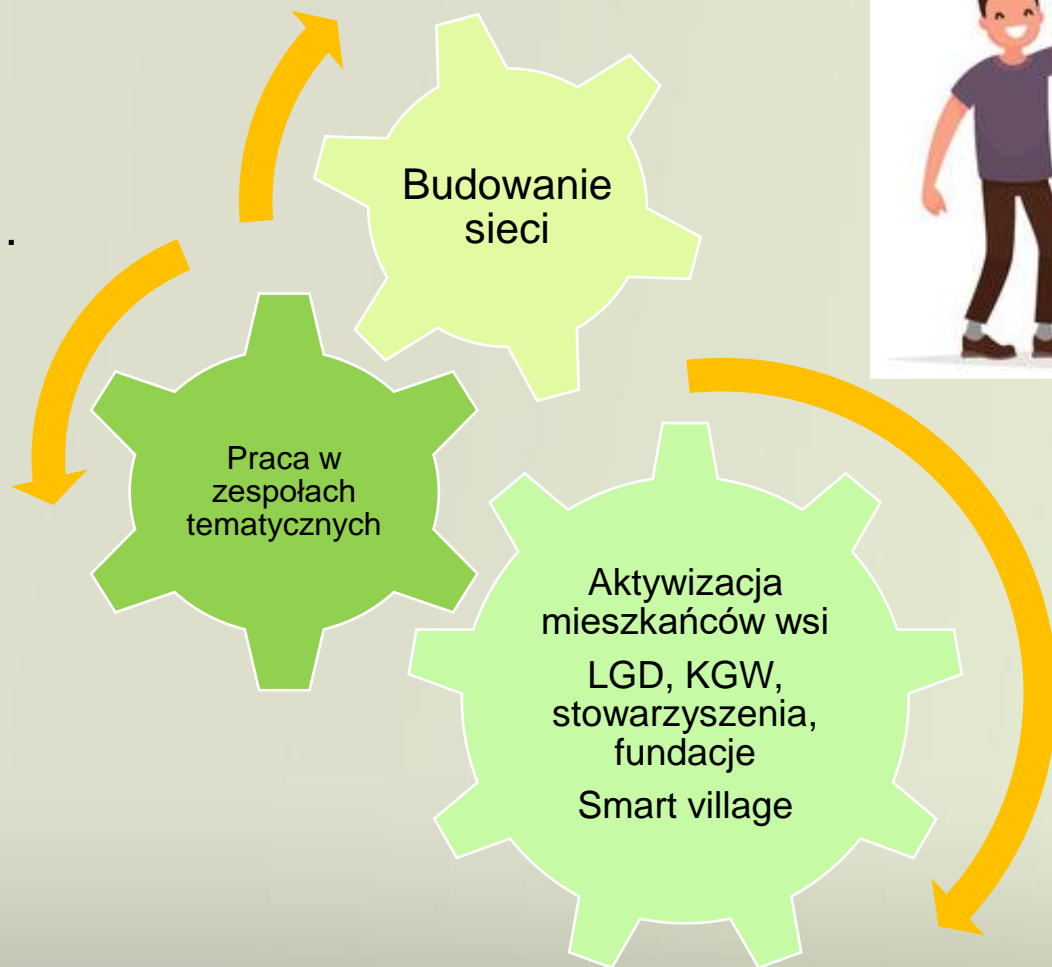 Budowanie
sieci
.
Praca w
zespołach
tematycznych
Aktywizacja
mieszkańców wsi
LGD, KGW,
stowarzyszenia,
fundacje
Smart village